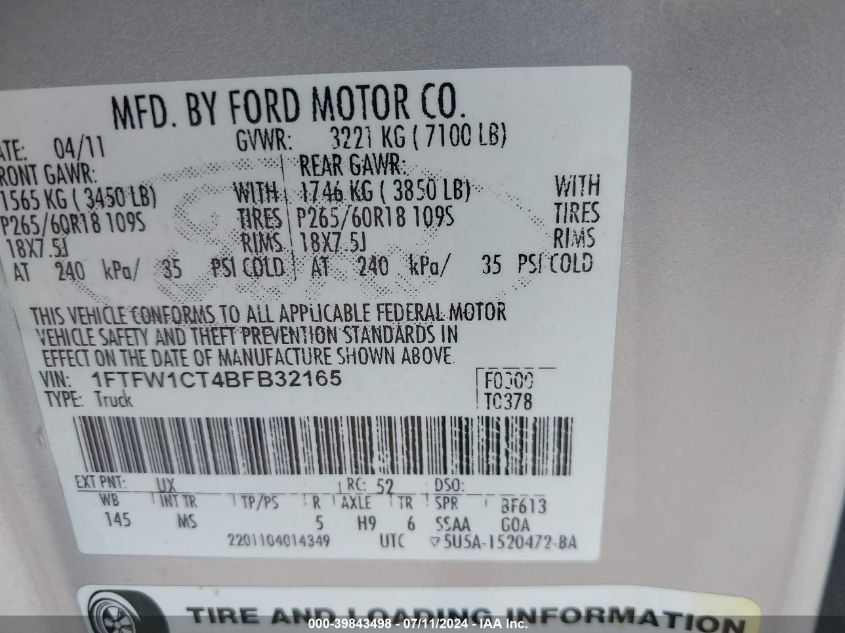 MFD. BY FORD MOTOR CO.
ATE: 04/11 GVWR: 3221 KG ( 7100 LB)
RONT GAWR: REAR GAWR:
1565 KG ( 3450 LB) WITH 1746 KG ( 3850 LB) WITH
P265/60R18 109S TIRES P265/60R18 109S TIRES
18X7.5J RIMS 18X7.5J RIMS
AT 240 kPa/ 35 PSI COLD AT 240 kPa/ 35 PSI COLD
THIS VEHICLE CONFORMS TO ALL APPLICABLE FEDERAL MOTOR
VEHICLE SAFETY AND THEFT PREVENTION STANDARDS IN
EFFECT ON THE DATE OF MANUFACTURE SHOWN ABOVE.
VIN: 1FTFW1CT4BFB32165 F0300
TYPE: Truck T0378
EXT PNT: UX RC: 52 DSO:
WB INT TR TP/PS R AXLE TR SPR BF613
145 MS 5 H9 6 SSAA GOA
2201104014349 UTC ▽5U5A-1520472-BA
TIRE AND LOADING INFORMATION
000-39843498 - 07/11/2024 - IAA Inc.